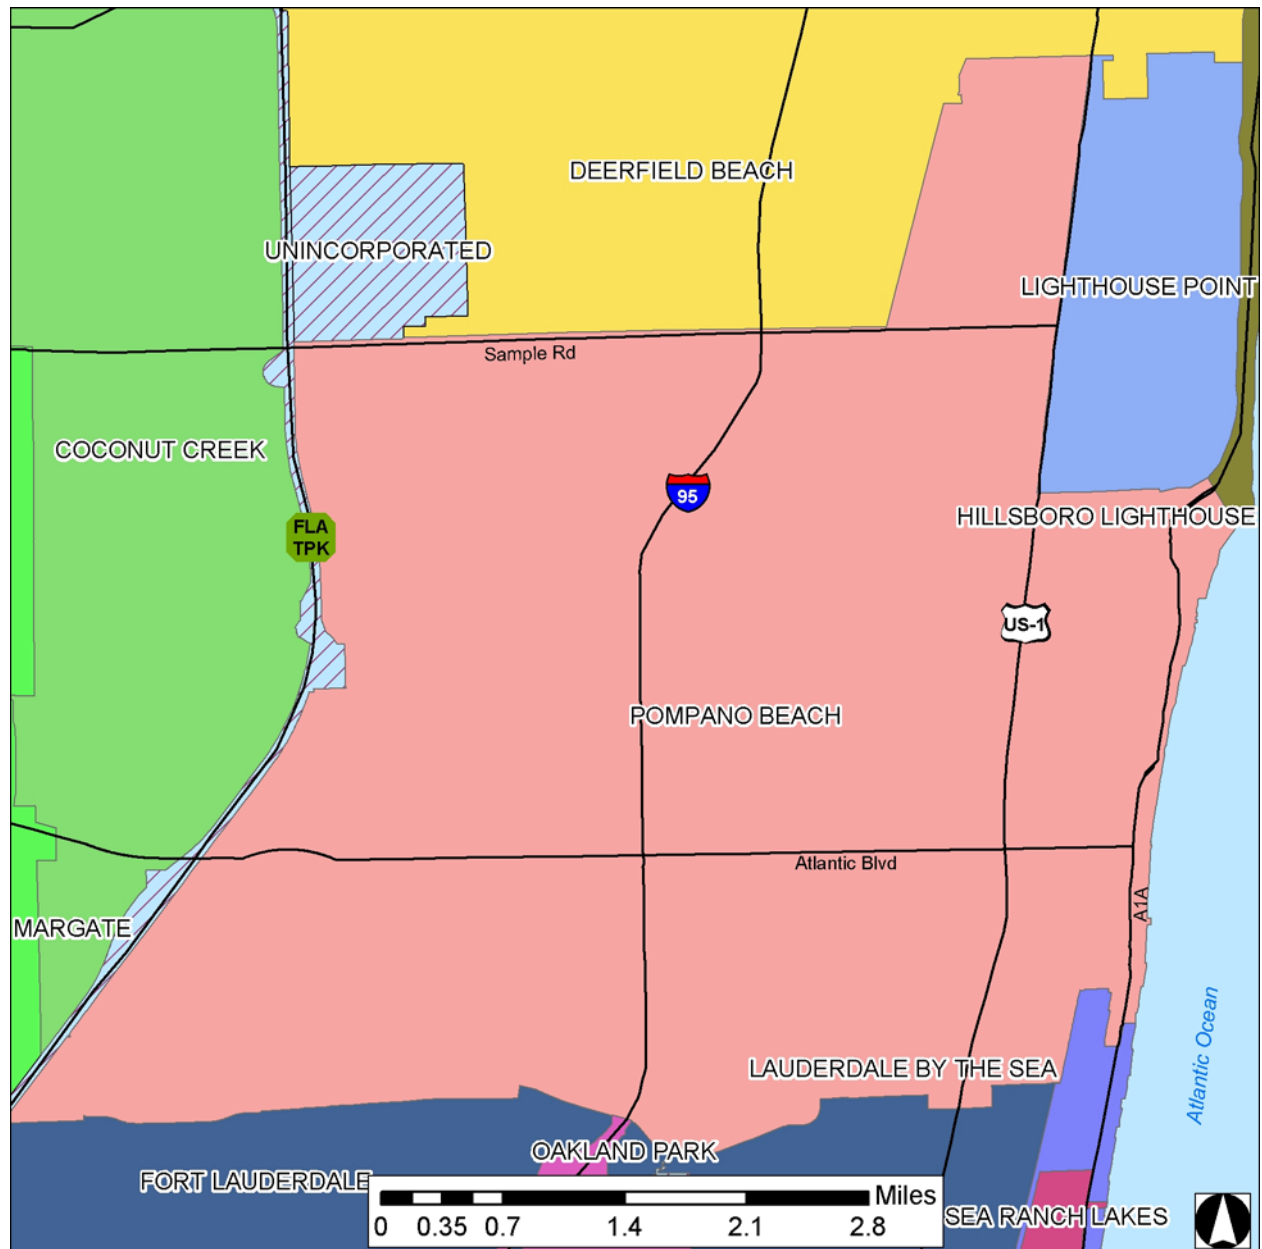 DEERFIELD BEACH
UNINCORPORATED
LIGHTHOUSE POINT
Sample Rd
COCONUT CREEK
95
HILLSBORO LIGHTHOUSE
FLA
TPK
US-1
POMPANO BEACH
Atlantic Blvd
A1A
MARGATE
Atlantic Ocean
LAUDERDALE BY THE SEA
OAKLAND PARK
FORT LAUDERDALE
Miles
0 0.35 0.7 1.4 2.1 2.8
SEA RANCH LAKES